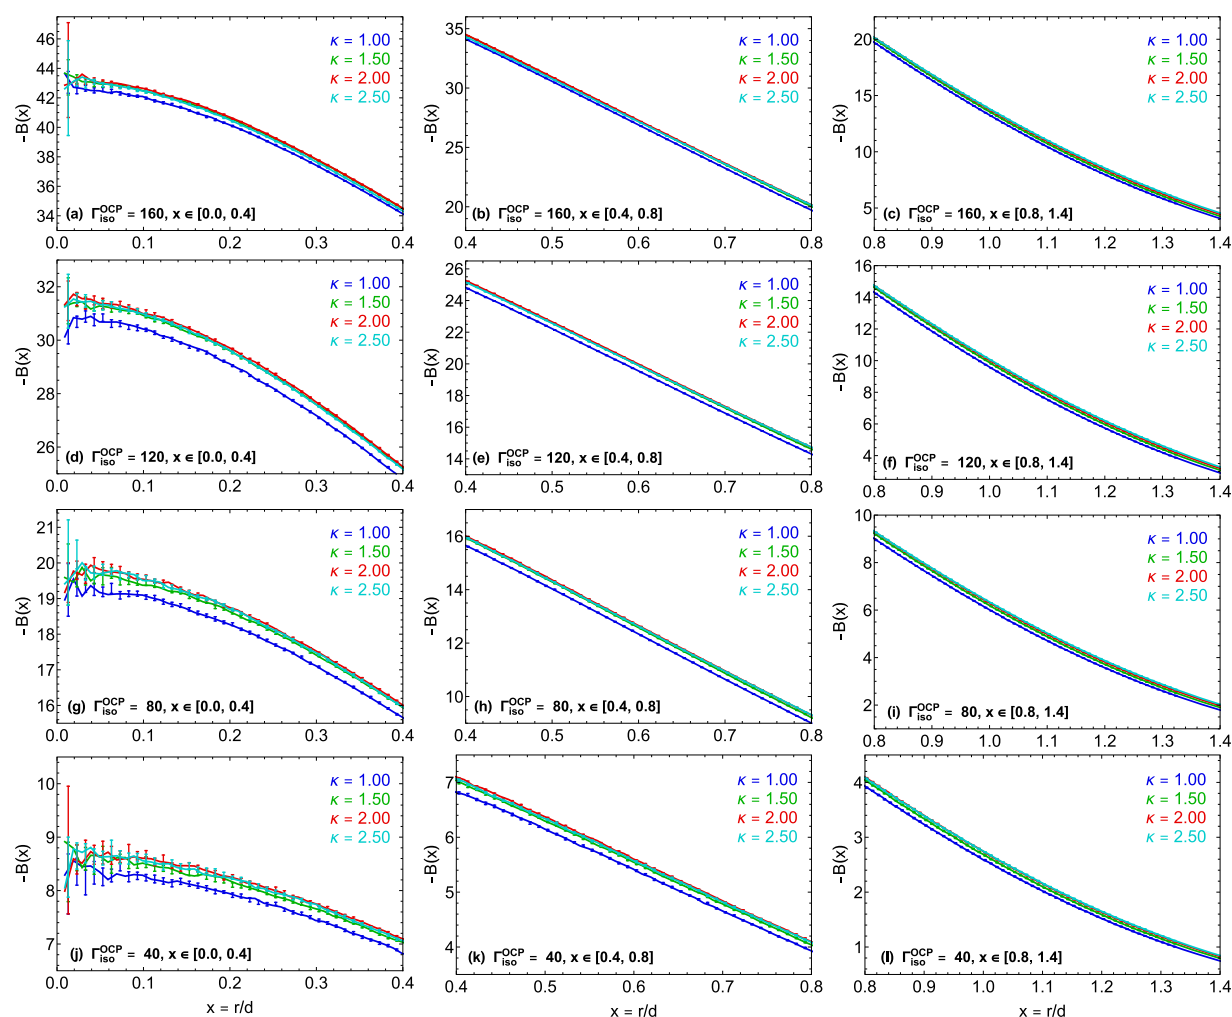 46
44
42
40
38
36
34
-B(x)
κ = 1.00
κ = 1.50
κ = 2.00
κ = 2.50
(a) Γ_iso^OCP = 160, x ∈ [0.0, 0.4]
0.0 0.1 0.2 0.3 0.4
35
30
25
20
-B(x)
κ = 1.00
κ = 1.50
κ = 2.00
κ = 2.50
(b) Γ_iso^OCP = 160, x ∈ [0.4, 0.8]
0.4 0.5 0.6 0.7 0.8
20
15
10
5
-B(x)
κ = 1.00
κ = 1.50
κ = 2.00
κ = 2.50
(c) Γ_iso^OCP = 160, x ∈ [0.8, 1.4]
0.8 0.9 1.0 1.1 1.2 1.3 1.4
32
30
28
26
-B(x)
κ = 1.00
κ = 1.50
κ = 2.00
κ = 2.50
(d) Γ_iso^OCP = 120, x ∈ [0.0, 0.4]
0.0 0.1 0.2 0.3 0.4
26
24
22
20
18
16
14
-B(x)
κ = 1.00
κ = 1.50
κ = 2.00
κ = 2.50
(e) Γ_iso^OCP = 120, x ∈ [0.4, 0.8]
0.4 0.5 0.6 0.7 0.8
16
14
12
10
8
6
4
-B(x)
κ = 1.00
κ = 1.50
κ = 2.00
κ = 2.50
(f) Γ_iso^OCP = 120, x ∈ [0.8, 1.4]
0.8 0.9 1.0 1.1 1.2 1.3 1.4
21
20
19
18
17
16
-B(x)
κ = 1.00
κ = 1.50
κ = 2.00
κ = 2.50
(g) Γ_iso^OCP = 80, x ∈ [0.0, 0.4]
0.0 0.1 0.2 0.3 0.4
16
14
12
10
-B(x)
κ = 1.00
κ = 1.50
κ = 2.00
κ = 2.50
(h) Γ_iso^OCP = 80, x ∈ [0.4, 0.8]
0.4 0.5 0.6 0.7 0.8
10
8
6
4
2
-B(x)
κ = 1.00
κ = 1.50
κ = 2.00
κ = 2.50
(i) Γ_iso^OCP = 80, x ∈ [0.8, 1.4]
0.8 0.9 1.0 1.1 1.2 1.3 1.4
10
9
8
7
-B(x)
κ = 1.00
κ = 1.50
κ = 2.00
κ = 2.50
(j) Γ_iso^OCP = 40, x ∈ [0.0, 0.4]
0.0 0.1 0.2 0.3 0.4
x = r/d
7
6
5
4
-B(x)
κ = 1.00
κ = 1.50
κ = 2.00
κ = 2.50
(k) Γ_iso^OCP = 40, x ∈ [0.4, 0.8]
0.4 0.5 0.6 0.7 0.8
x = r/d
4
3
2
1
-B(x)
κ = 1.00
κ = 1.50
κ = 2.00
κ = 2.50
(l) Γ_iso^OCP = 40, x ∈ [0.8, 1.4]
0.8 0.9 1.0 1.1 1.2 1.3 1.4
x = r/d